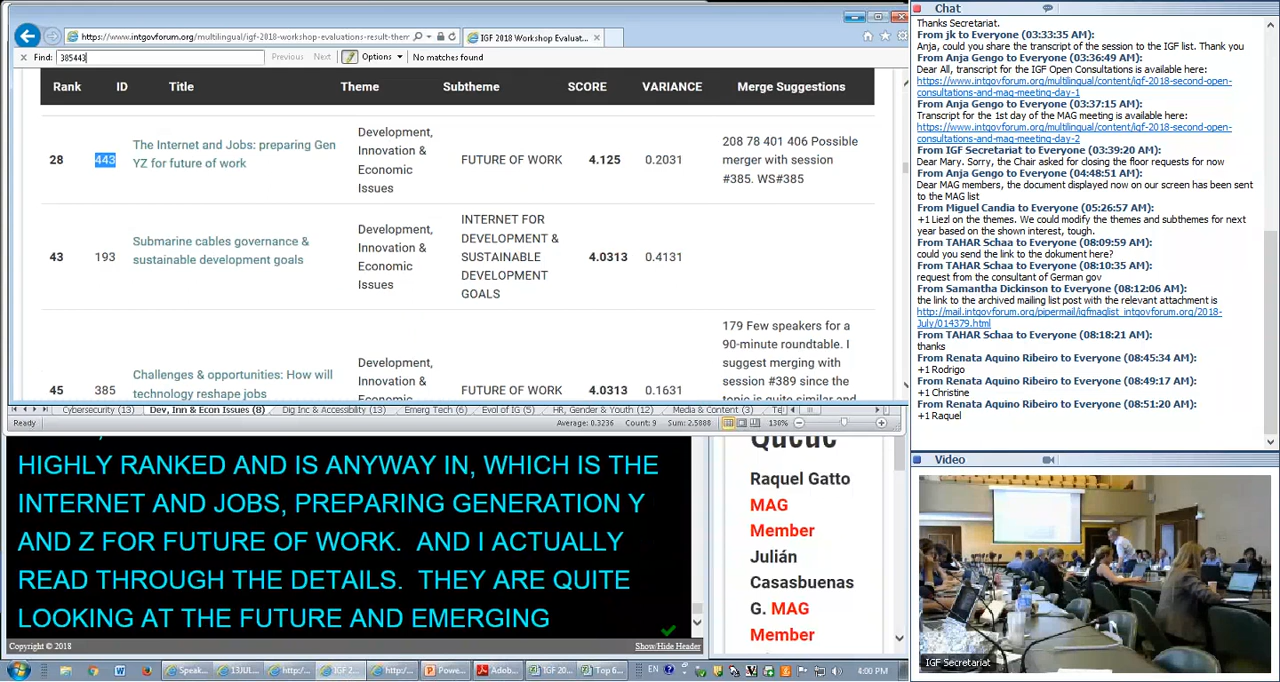 https://www.intgovforum.org/multilingual/igf-2018-workshop-evaluations-result-them
IGF 2018 Workshop Evaluat...
Find: 385443
Previous Next Options No matches found
Rank ID Title Theme Subtheme SCORE VARIANCE Merge Suggestions
28 443 The Internet and Jobs: preparing Gen
YZ for future of work
Development,
Innovation &
Economic
Issues
FUTURE OF WORK 4.125 0.2031
208 78 401 406 Possible
merger with session
#385. WS#385
43 193 Submarine cables governance &
sustainable development goals
Development,
Innovation &
Economic
Issues
INTERNET FOR
DEVELOPMENT &
SUSTAINABLE
DEVELOPMENT
GOALS
4.0313 0.4131
45 385 Challenges & opportunities: How will
technology reshape jobs
Development,
Innovation &
Economic
FUTURE OF WORK 4.0313 0.1631
179 Few speakers for a
90-minute roundtable. I
suggest merging with
session #389 since the
topic is quite similar and
Cybersecurity (13) Dev, Inn & Econ Issues (8) Dig Inc & Accessibility (13) Emerg Tech (6) Evol of IG (5) HR, Gender & Youth (12) Media & Content (3)
Ready Average: 0.3236 Count: 9 Sum: 2.5888 130%
HIGHLY RANKED AND IS ANYWAY IN, WHICH IS THE
INTERNET AND JOBS, PREPARING GENERATION Y
AND Z FOR FUTURE OF WORK. AND I ACTUALLY
READ THROUGH THE DETAILS. THEY ARE QUITE
LOOKING AT THE FUTURE AND EMERGING
Copyright © 2018 Show/Hide Header
Queue
Raquel Gatto
MAG
Member
Julián
Casasbuenas
G. MAG
Member
Speak... 13JUL... http:/... IGF 2... http:/... Powe... Adob... IGF 20... Top 6... EN 4:00 PM
Chat
Thanks Secretariat.
From jk to Everyone (03:33:35 AM):
Anja, could you share the transcript of the session to the IGF list. Thank you
From Anja Gengo to Everyone (03:36:49 AM):
Dear All, transcript for the IGF Open Consultations is available here:
https://www.intgovforum.org/multilingual/content/igf-2018-second-open-
consultations-and-mag-meeting-day-1
From Anja Gengo to Everyone (03:37:15 AM):
Transcript for the 1st day of the MAG meeting is available here:
https://www.intgovforum.org/multilingual/content/igf-2018-second-open-
consultations-and-mag-meeting-day-2
From IGF Secretariat to Everyone (03:39:20 AM):
Dear Mary. Sorry, the Chair asked for closing the floor requests for now
From Anja Gengo to Everyone (04:48:51 AM):
Dear MAG members, the document displayed now on our screen has been sent
to the MAG list
From Miguel Candia to Everyone (05:26:57 AM):
+1 Liezl on the themes. We could modify the themes and subthemes for next
year based on the shown interest, tough.
From TAHAR Schaa to Everyone (08:09:59 AM):
could you send the link to the dokument here?
From TAHAR Schaa to Everyone (08:10:35 AM):
request from the consultant of German gov
From Samantha Dickinson to Everyone (08:12:06 AM):
the link to the archived mailing list post with the relevant attachment is
http://mail.intgovforum.org/pipermail/igfmaglist_intgovforum.org/2018-
July/014379.html
From TAHAR Schaa to Everyone (08:18:21 AM):
thanks
From Renata Aquino Ribeiro to Everyone (08:45:34 AM):
+1 Rodrigo
From Renata Aquino Ribeiro to Everyone (08:49:17 AM):
+1 Christine
From Renata Aquino Ribeiro to Everyone (08:51:20 AM):
+1 Raquel
Video
IGF Secretariat